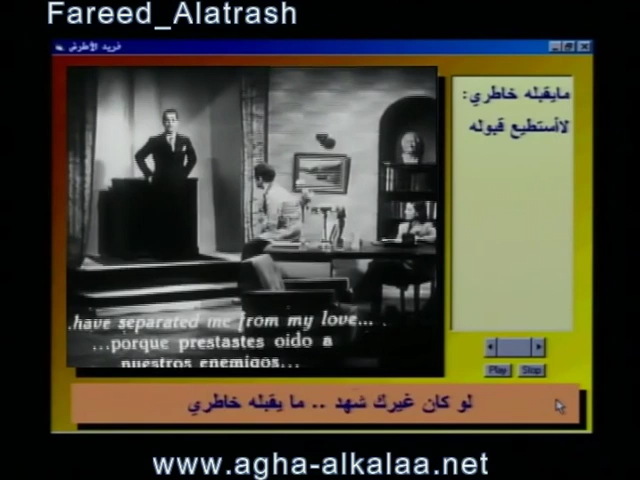 Fareed_Alatrash
فريد الأطرش
مايقبله خاطري:
لاأستطيع قبوله
.have separated me from my love... .
...porque prestastes oido a
nuestros enemigos...
Play Stop
لو كان غيرك شهد .. ما يقبله خاطري
www.agha-alkalaa.net